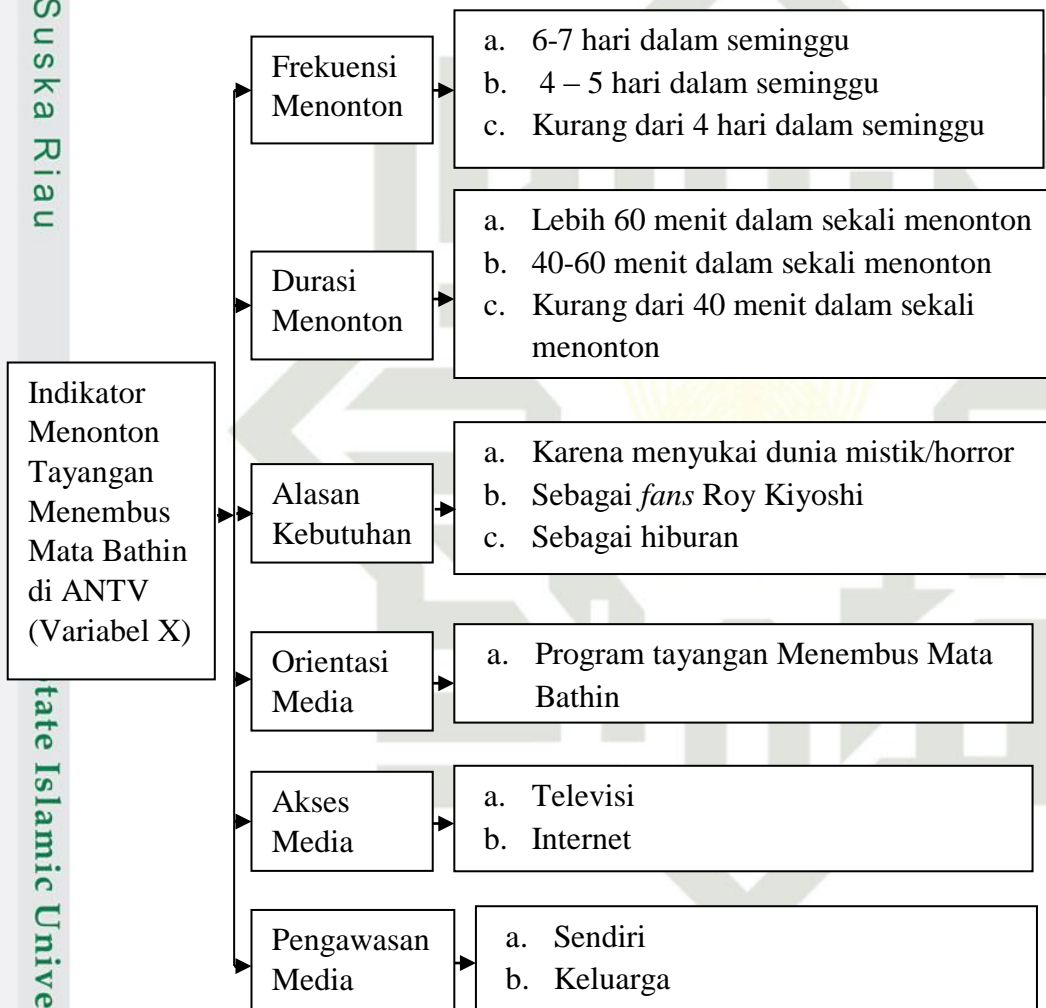 Suska Riau
Frekuensi
Menonton
a. 6-7 hari dalam seminggu
b. 4 – 5 hari dalam seminggu
c. Kurang dari 4 hari dalam seminggu
Durasi
Menonton
a. Lebih 60 menit dalam sekali menonton
b. 40-60 menit dalam sekali menonton
c. Kurang dari 40 menit dalam sekali
menonton
Indikator
Menonton
Tayangan
Menembus
Mata Bathin
di ANTV
(Variabel X)
Alasan
Kebutuhan
a. Karena menyukai dunia mistik/horror
b. Sebagai fans Roy Kiyoshi
c. Sebagai hiburan
Orientasi
Media
a. Program tayangan Menembus Mata
Bathin
Akses
Media
a. Televisi
b. Internet
Pengawasan
Media
a. Sendiri
b. Keluarga
Islamic